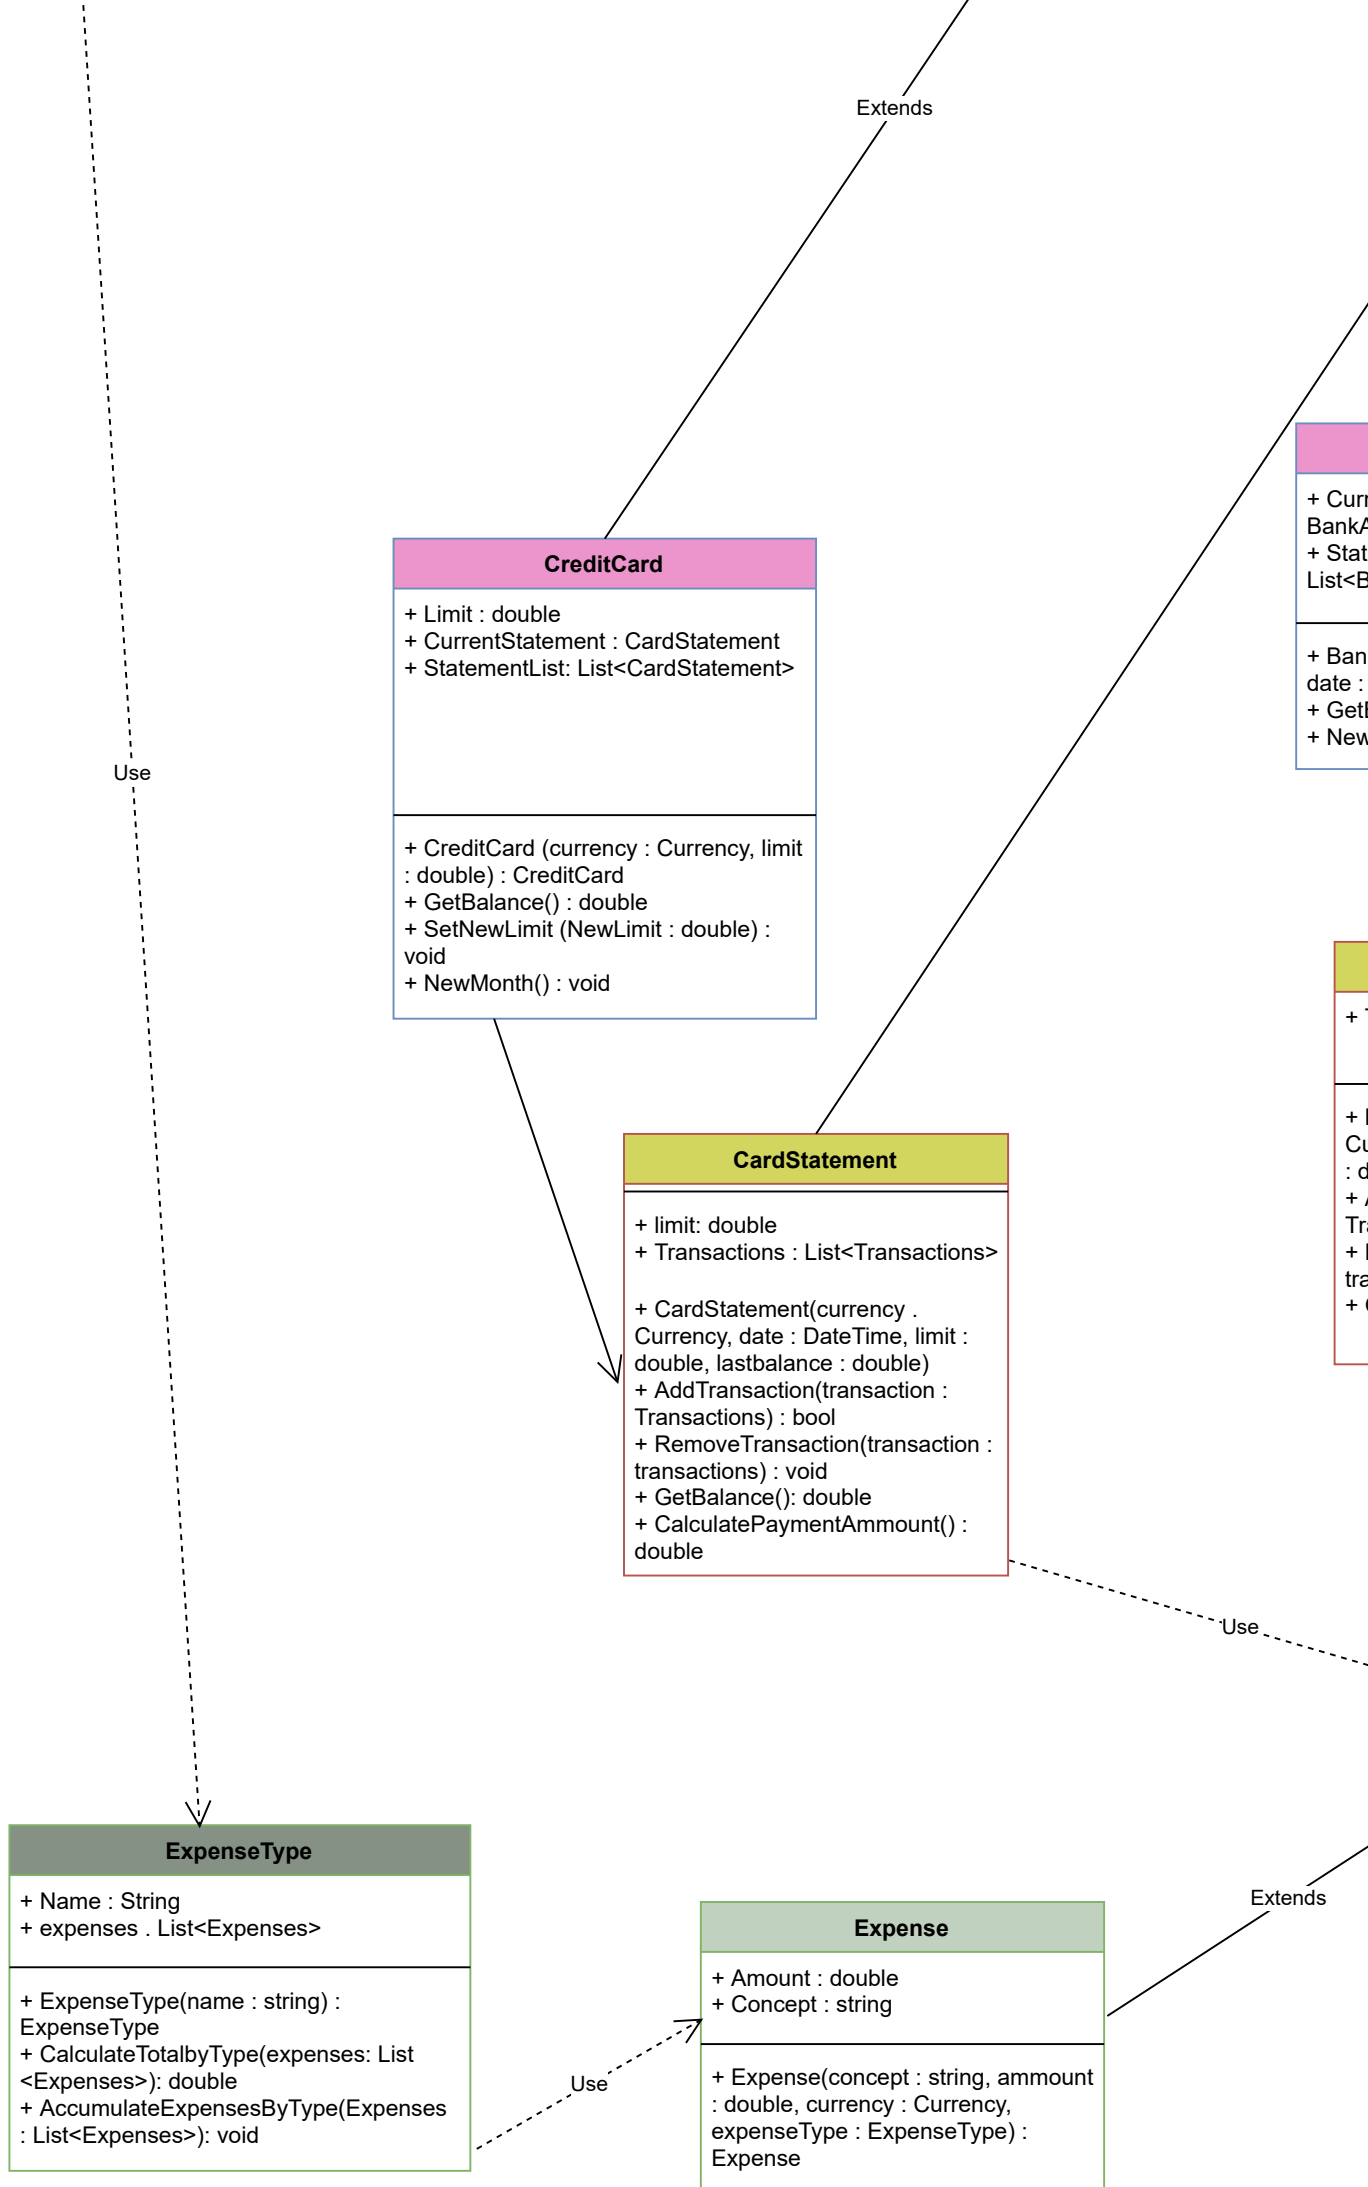 Extends
Use
CreditCard
+ Limit : double
+ CurrentStatement : CardStatement
+ StatementList: List<CardStatement>
+ CreditCard (currency : Currency, limit
: double) : CreditCard
+ GetBalance() : double
+ SetNewLimit (NewLimit : double) :
void
+ NewMonth() : void
+ Stat
List<B
date :
+ New
CardStatement
+ limit: double
+ Transactions : List<Transactions>
+ CardStatement(currency .
Currency, date : DateTime, limit :
double, lastbalance : double)
+ AddTransaction(transaction :
Transactions) : bool
+ RemoveTransaction(transaction :
transactions) : void
+ GetBalance(): double
+ CalculatePaymentAmmount() :
double
Use
ExpenseType
+ Name : String
+ expenses . List<Expenses>
+ ExpenseType(name : string) :
ExpenseType
+ CalculateTotalbyType(expenses: List
<Expenses>): double
+ AccumulateExpensesByType(Expenses
: List<Expenses>): void
Use
Extends
Expense
+ Amount : double
+ Concept : string
+ Expense(concept : string, ammount
: double, currency : Currency,
expenseType : ExpenseType) :
Expense